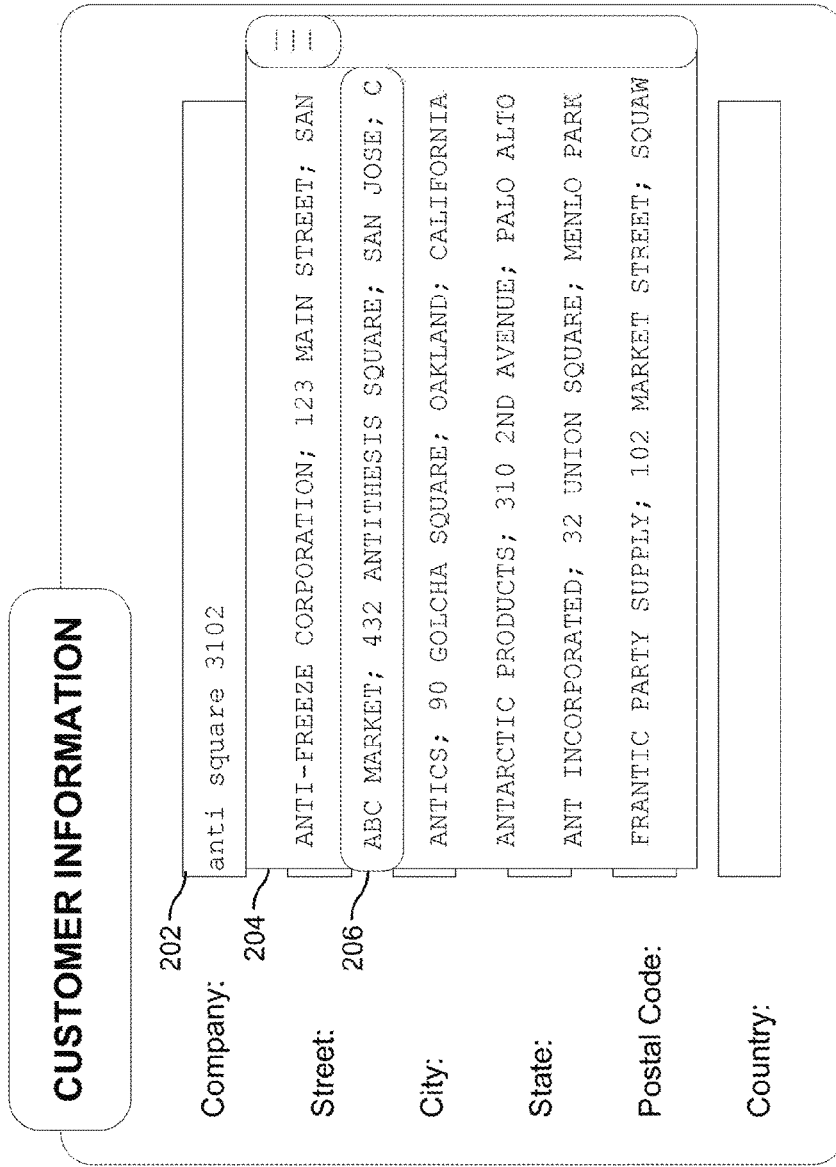 CUSTOMER INFORMATION
202
Company:
anti square 3102
204
ANTI-FREEZE CORPORATION; 123 MAIN STREET; SAN
Street:
206
ABC MARKET; 432 ANTITHESIS SQUARE; SAN JOSE; C
City:
ANTICS; 90 GOLCHA SQUARE; OAKLAND; CALIFORNIA
State:
ANTARCTIC PRODUCTS; 310 2ND AVENUE; PALO ALTO
ANT INCORPORATED; 32 UNION SQUARE; MENLO PARK
Postal Code:
FRANTIC PARTY SUPPLY; 102 MARKET STREET; SQUAW
Country: